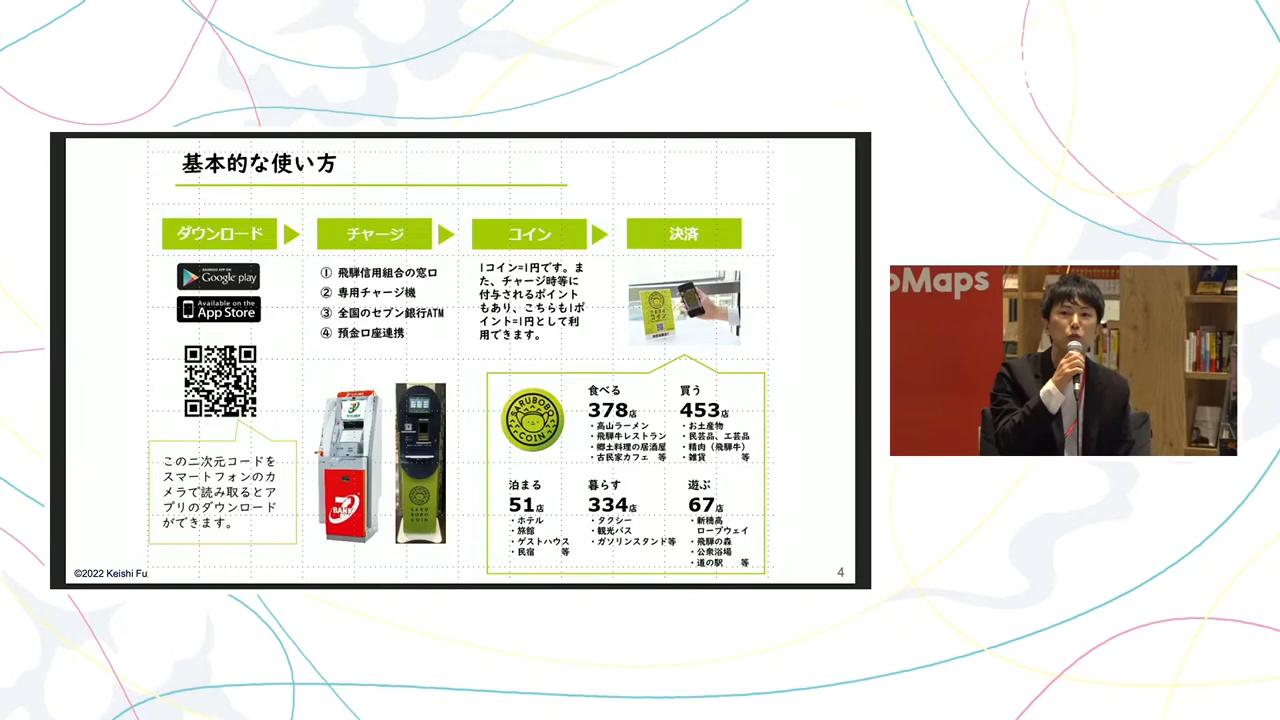 基本的な使い方
ダウンロード
チャージ
コイン
決済
Google play
Available on the
App Store
① 飛騨信用組合の窓口
② 専用チャージ機
③ 全国のセブン銀行ATM
④ 預金口座連携
1コイン=1円です。ま
た、チャージ時等に
付与されるポイント
もあり、こちらも1ポ
イント=1円として利
用できます。
この二次元コードを
スマートフォンのカ
メラで読み取るとア
プリのダウンロード
ができます。
BANK
SARUBOBO
COIN
SARUBOBO
COIN
食べる
378店
・高山ラーメン
・飛騨牛レストラン
・郷土料理の居酒屋
・古民家カフェ 等
買う
453店
・お土産物
・民芸品、工芸品
・精肉(飛騨牛)
・雑貨 等
泊まる
51店
・ホテル
・旅館
・ゲストハウス
・民宿 等
暮らす
334店
・タクシー
・観光バス
・ガソリンスタンド等
遊ぶ
67店
・新穂高
ロープウェイ
・飛騨の森
・公衆浴場
・道の駅 等
©2022 Keishi Fu
4
oMaps